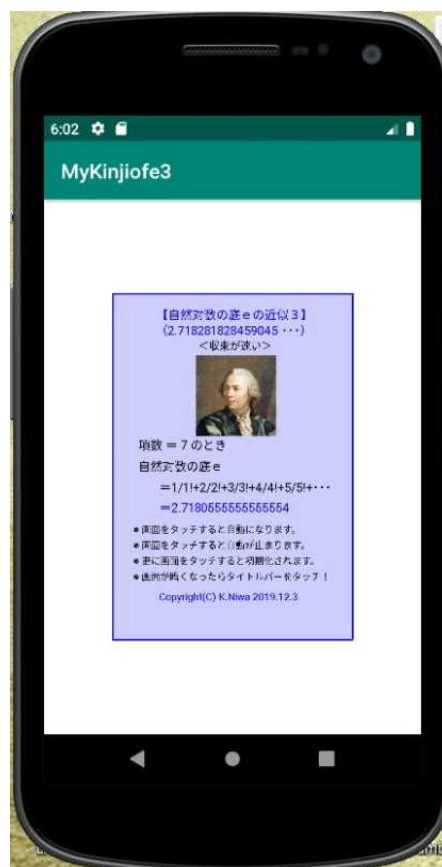 6:02
MyKinjiofe3
【自然対数の底eの近似3】
(2.718281828459045 ･･･)
＜収束が速い＞
項数 ＝ 7 のとき
自然対数の底e
＝1/1!+2/2!+3/3!+4/4!+5/5!+･･･
＝2.7180555555555554
＊画面をタッチすると自動になります。
＊画面をタッチすると自動が止まります。
＊更に画面をタッチすると初期化されます。
＊画面が暗くなったらタイトルバーをタッチ！
Copyright(C) K.Niwa 2019.12.3